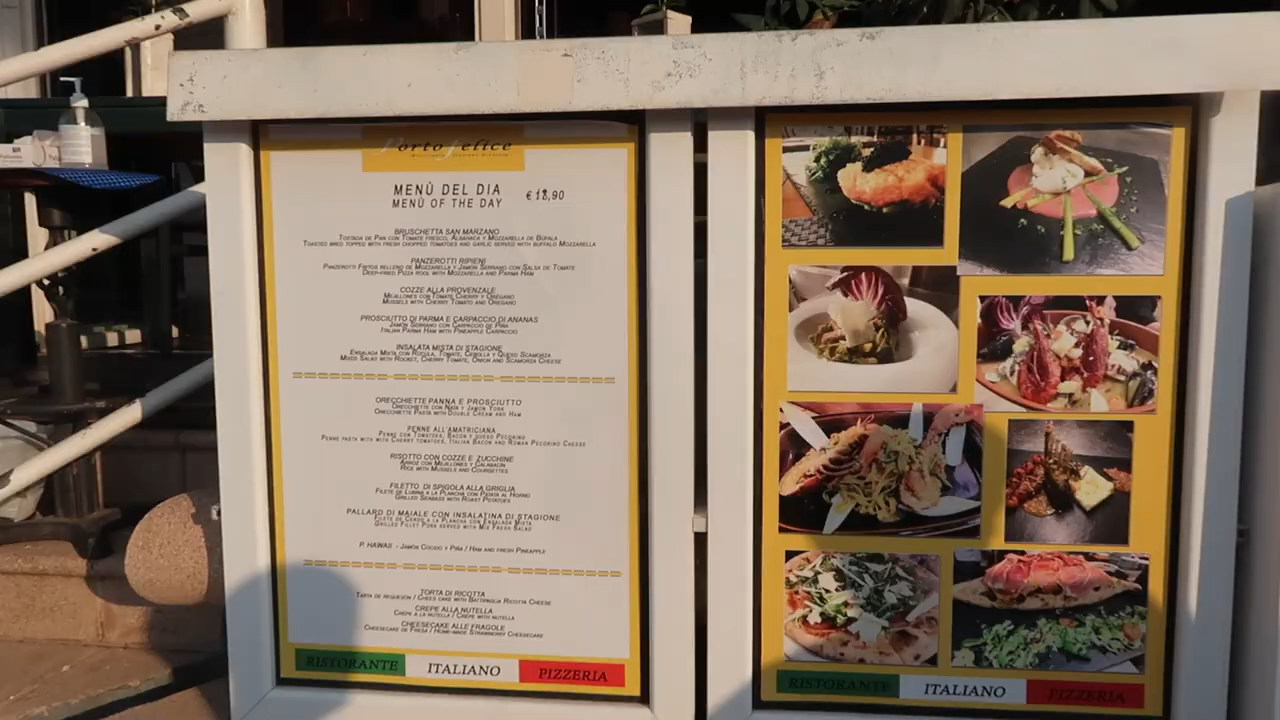 Porto Felice
MENÙ DEL DIA
MENÙ OF THE DAY
€ 18,90
BRUSCHETTA SAN MARZANO
TOSTADA DE PAN CON TOMATE FRESCO, ALBAHACA Y MOZZARELLA DE BUFALA
TOASTED BRED TOPPED WITH FRESH CHOPPED TOMATOES AND GARLIC SERVED WITH BUFFALO MOZZARELLA
PANZEROTTI RIPIENI
PANZEROTTI FRITOS RELLENO DE MOZZARELLA Y JAMÓN SERRANO CON SALSA DE TOMATE
DEEP-FRIED PIZZA ROOL WITH MOZZARELLA AND PARMA HAM
COZZE ALLA PROVENZALE
MEJILLONES CON TOMATE CHERRY Y OREGANO
MUSSELS WITH CHERRY TOMATO AND OREGANO
PROSCIUTTO DI PARMA E CARPACCIO DI ANANAS
JAMÓN SERRANO CON CARPACCIO DE PIÑA
ITALIAN PARMA HAM WITH PINEAPPLE CARPACCIO
INSALATA MISTA DI STAGIONE
ENSALADA MIXTA CON RÚCULA, TOMATE, CEBOLLA Y QUESO SCAMORZA
MIXED SALAD WITH ROCKET, CHERRY TOMATE, ONION AND SCAMORZA CHEESE
ORECCHIETTE PANNA E PROSCIUTTO
ORECCHIETTE CON NATA Y JAMÓN YORK
ORECCHIETTE PASTA WITH DOUBLE CREAM AND HAM
PENNE ALL'AMATRICIANA
PENNE CON TOMATES, BACON Y QUESO PECORINO
PENNE PASTA WITH WITH CHERRY TOMATOES, ITALIAN BACON AND ROMAN PECORINO CHEESE
RISOTTO CON COZZE E ZUCCHINE
ARROZ CON MEJILLONES Y CALABACÍN
RICE WITH MUSSELS AND COURGETTES
FILETTO DI SPIGOLA ALLA GRIGLIA
FILETE DE LUBINA A LA PLANCHA CON PATATA AL HORNO
GRILLED SEABASS WITH ROAST POTATOES
PALLARD DI MAIALE CON INSALATINA DI STAGIONE
FILETE DE CERDO A LA PLANCHA CON ENSALADA MIXTA
GRILLED FILLET PORK SERVED WITH MIX FRESH SALAD
P. HAWAII - JAMÓN COCIDO Y PIÑA / HAM AND FRESH PINEAPPLE
TORTA DI RICOTTA
TARTA DE REQUESON / CHEES CAKE WITH BATTIPAGLIA RICOTTA CHEESE
CREPE ALLA NUTELLA
CREPE A LA NUTELLA / CREPE WITH NUTELLA
CHEESECAKE ALLE FRAGOLE
CHEESECAKE DE FRESA / HOME-MADE STRAWBERRY CHEESECAKE
RISTORANTE ITALIANO PIZZERIA
RISTORANTE ITALIANO PIZZERIA